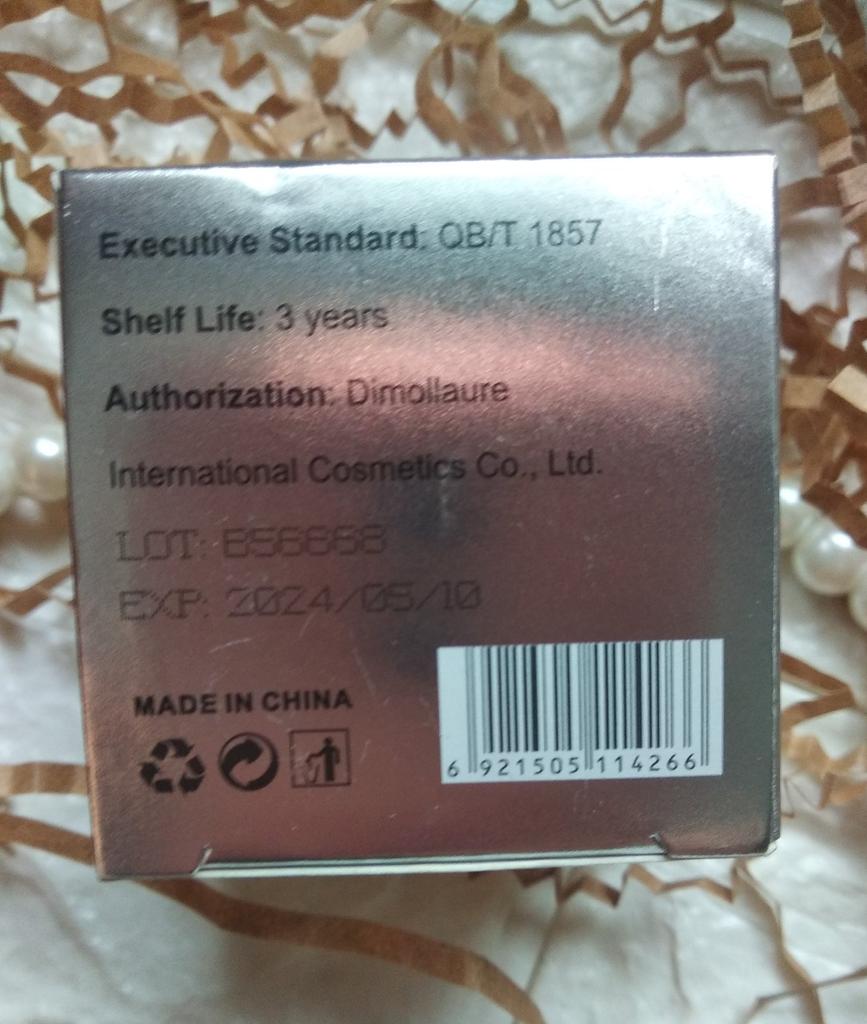 Executive Standard: QB/T 1857
Shelf Life: 3 years
Authorization: Dimollaure
International Cosmetics Co., Ltd.
LOT: B56668
EXP: 2024/05/10
MADE IN CHINA
6 921505 114266